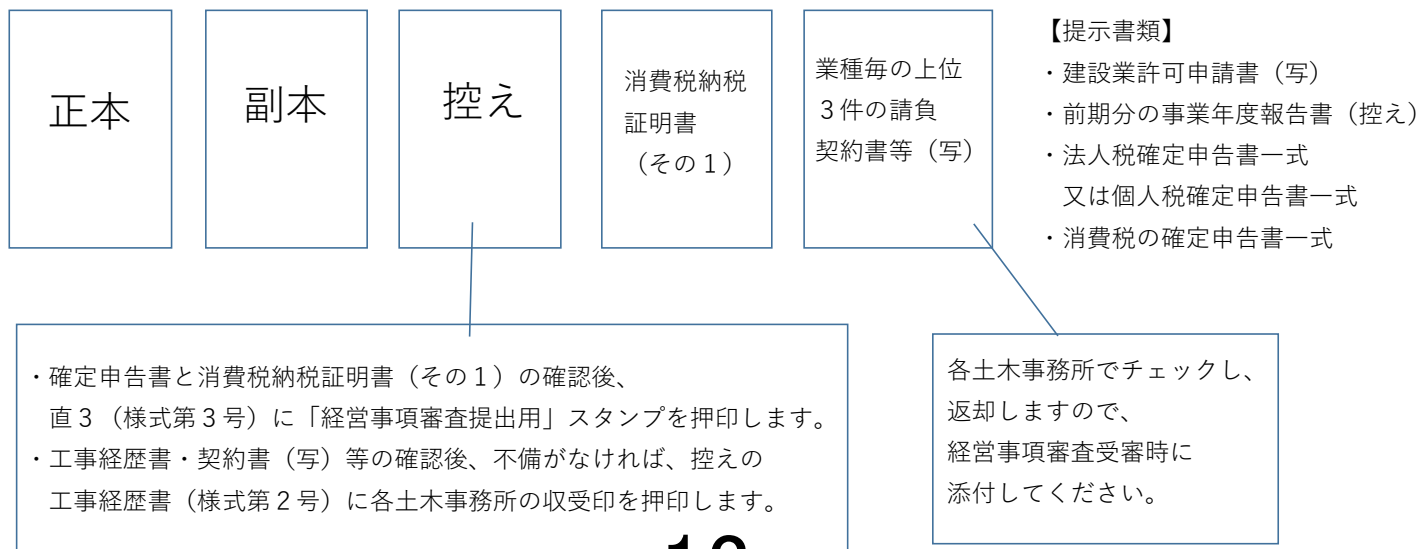 正本
副本
控え
消費税納税
証明書
（その１）
業種毎の上位
３件の請負
契約書等（写）
【提示書類】
・建設業許可申請書（写）
・前期分の事業年度報告書（控え）
・法人税確定申告書一式
又は個人税確定申告書一式
・消費税の確定申告書一式
・確定申告書と消費税納税証明書（その１）の確認後、
直３（様式第３号）に「経営事項審査提出用」スタンプを押印します。
・工事経歴書・契約書（写）等の確認後、不備がなければ、控えの
工事経歴書（様式第２号）に各土木事務所の収受印を押印します。
各土木事務所でチェックし、
返却しますので、
経営事項審査受審時に
添付してください。